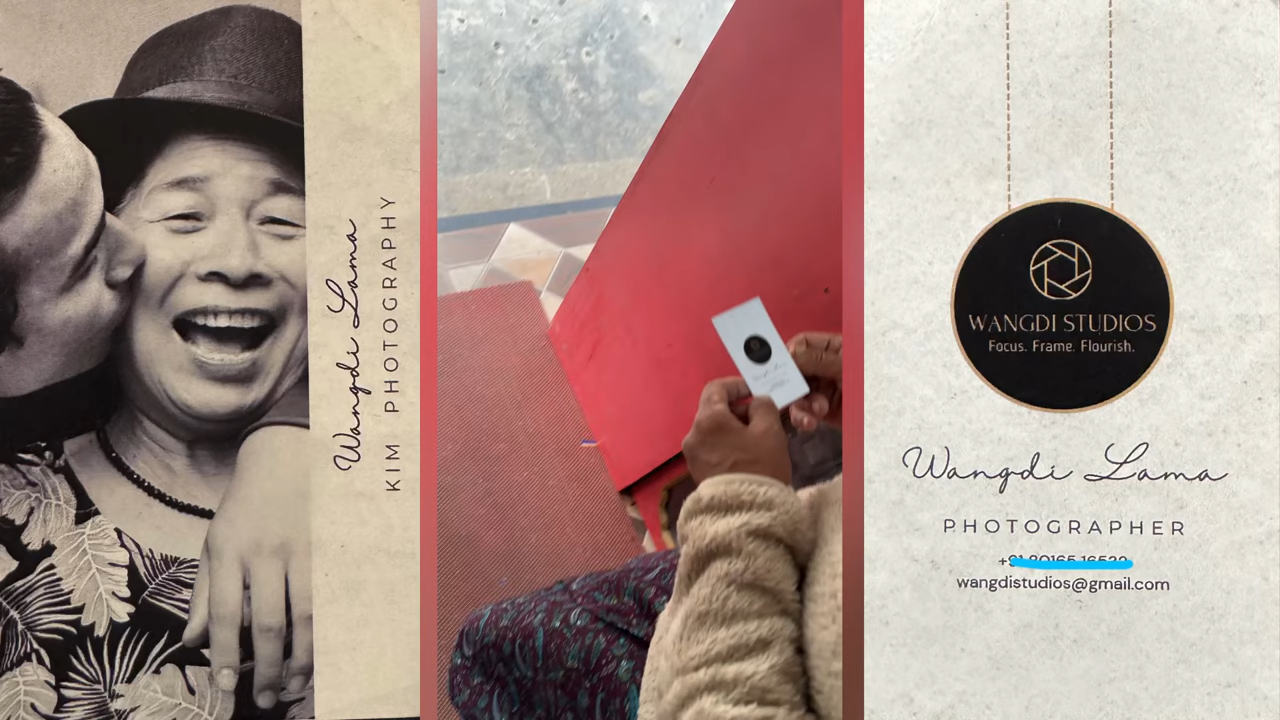 Wangdi Lama
KIM PHOTOGRAPHY
WANGDI STUDIOS
Focus. Frame. Flourish.
Wangdi Lama
PHOTOGRAPHER
wangdistudios@gmail.com